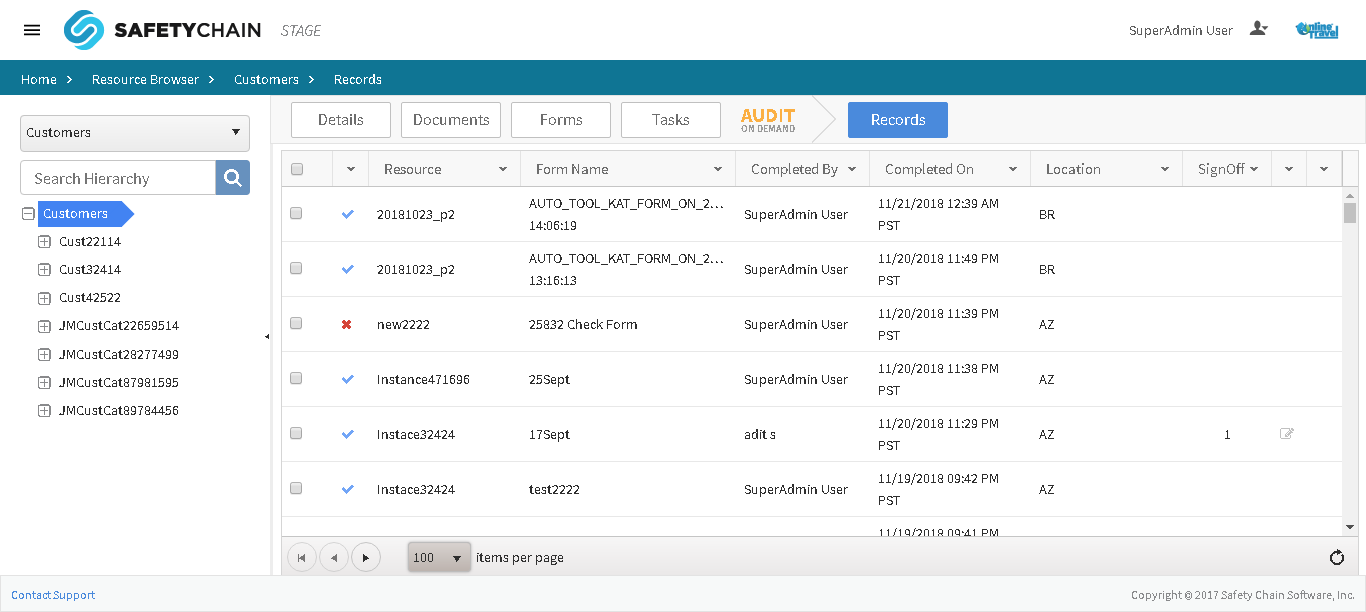 SAFETYCHAIN STAGE
SuperAdmin User
Online Travel
Home Resource Browser Customers Records
Customers
Search Hierarchy
Customers
Cust22114
Cust32414
Cust42522
JMCustCat22659514
JMCustCat28277499
JMCustCat87981595
JMCustCat89784456
Details Documents Forms Tasks AUDIT ON DEMAND Records
Resource Form Name Completed By Completed On Location SignOff
20181023_p2 AUTO_TOOL_KAT_FORM_ON_2... 14:06:19 SuperAdmin User 11/21/2018 12:39 AM PST BR
20181023_p2 AUTO_TOOL_KAT_FORM_ON_2... 13:16:13 SuperAdmin User 11/20/2018 11:49 PM PST BR
new2222 25832 Check Form SuperAdmin User 11/20/2018 11:39 PM PST AZ
Instance471696 25Sept SuperAdmin User 11/20/2018 11:38 PM PST AZ
Instace32424 17Sept adit s 11/20/2018 11:29 PM PST AZ 1
Instace32424 test2222 SuperAdmin User 11/19/2018 09:42 PM PST AZ
11/19/2018 09:41 PM
100 items per page
Contact Support
Copyright © 2017 Safety Chain Software, Inc.